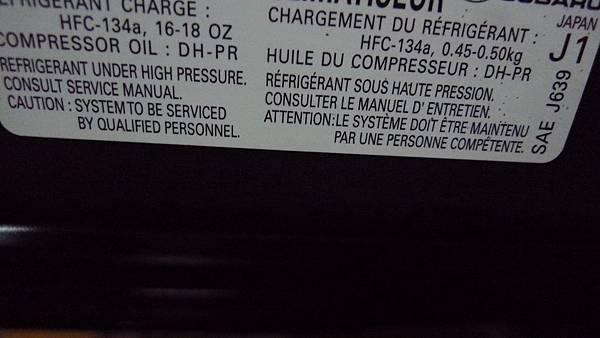 REFRIGERANT CHARGE :
HFC-134a, 16-18 OZ
COMPRESSOR OIL : DH-PR
REFRIGERANT UNDER HIGH PRESSURE.
CONSULT SERVICE MANUAL.
CAUTION : SYSTEM TO BE SERVICED
BY QUALIFIED PERSONNEL.
CHARGEMENT DU RÉFRIGÉRANT :
HFC-134a, 0.45-0.50kg
HUILE DU COMPRESSEUR : DH-PR
RÉFRIGÉRANT SOUS HAUTE PRESSION.
CONSULTER LE MANUEL D'ENTRETIEN.
ATTENTION:LE SYSTÈME DOIT ÊTRE MAINTENU
PAR UNE PERSONNE COMPÉTENTE.
SUBARU
JAPAN
J1
SAE J639